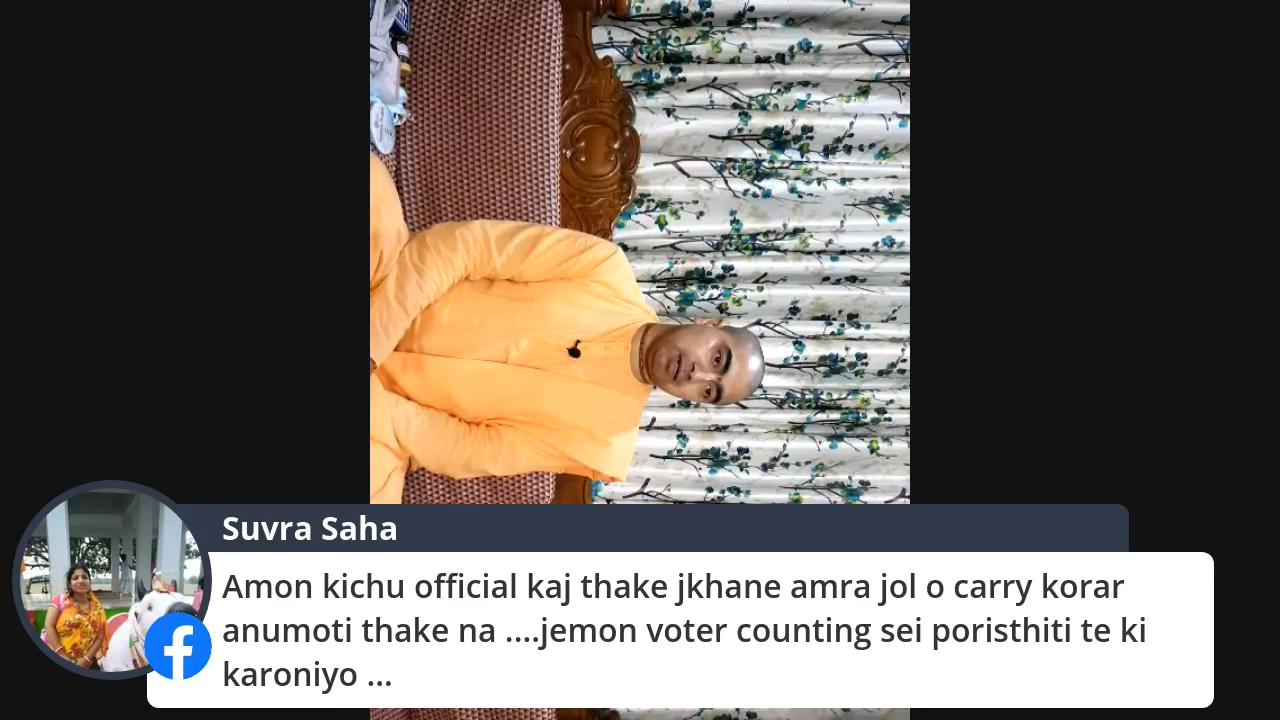 Suvra Saha
Amon kichu official kaj thake jkhane amra jol o carry korar
anumoti thake na ....jemon voter counting sei poristhiti te ki
karoniyo ...